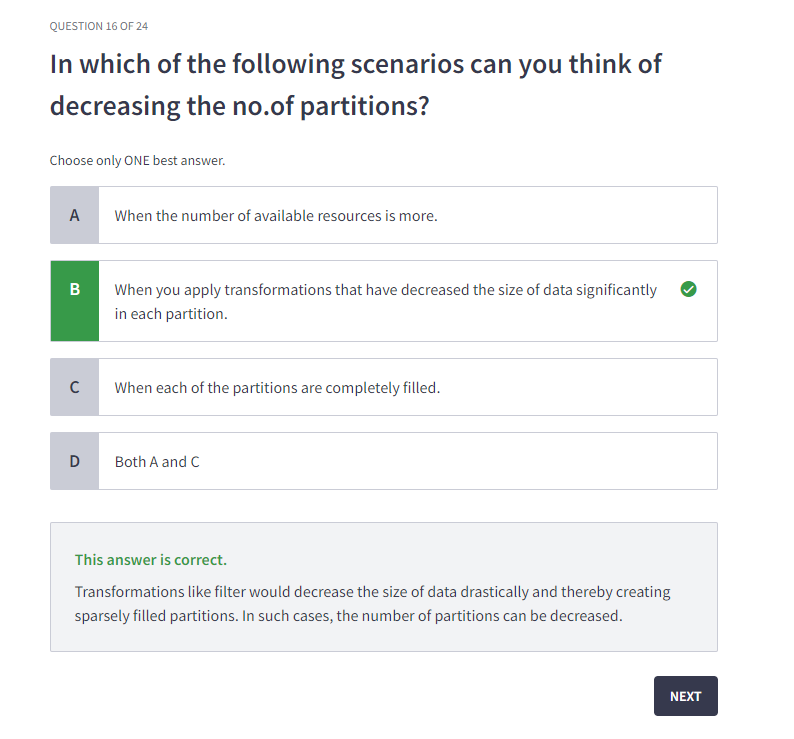 QUESTION 16 OF 24
In which of the following scenarios can you think of
decreasing the no.of partitions?
Choose only ONE best answer.
A
When the number of available resources is more.
B
When you apply transformations that have decreased the size of data significantly
in each partition.
C
When each of the partitions are completely filled.
D
Both A and C
This answer is correct.
Transformations like filter would decrease the size of data drastically and thereby creating
sparsely filled partitions. In such cases, the number of partitions can be decreased.
NEXT